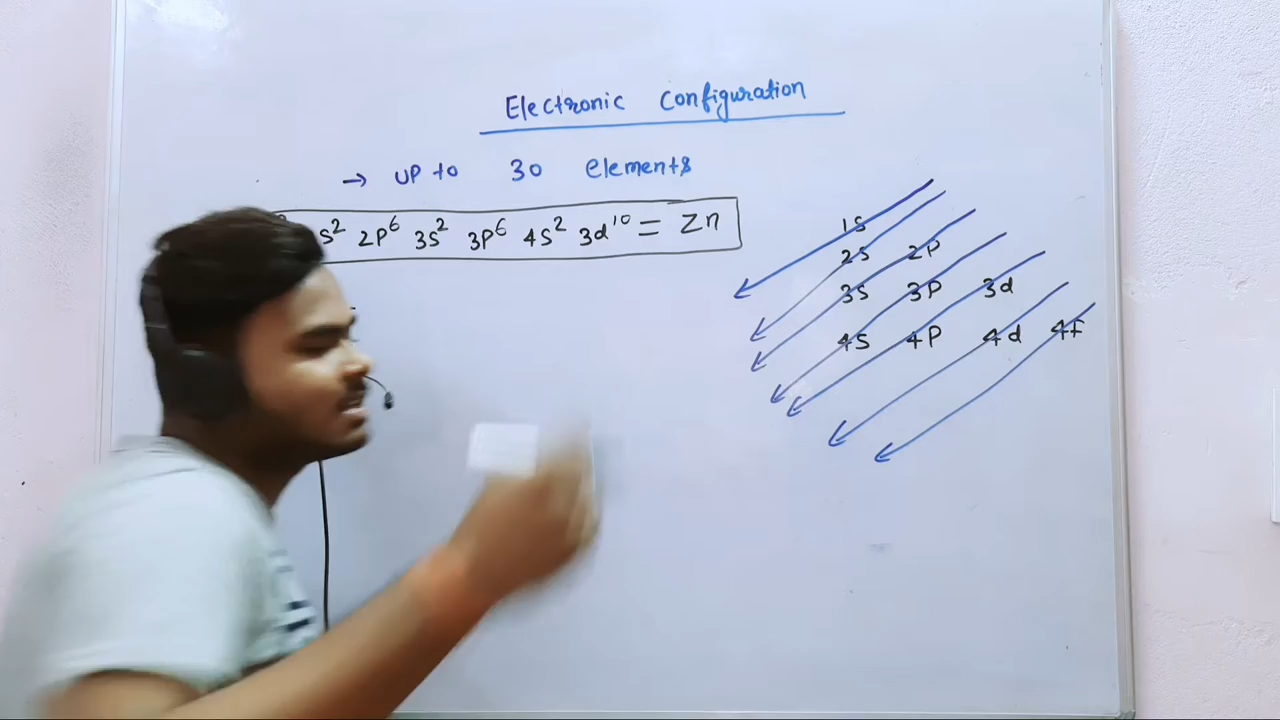 Electronic Configuration
→ UP to 30 elements
s² 2P⁶ 3s² 3P⁶ 4s² 3d¹⁰ = Zn
1s
2s 2P
3s 3P 3d
4s 4P 4d 4f